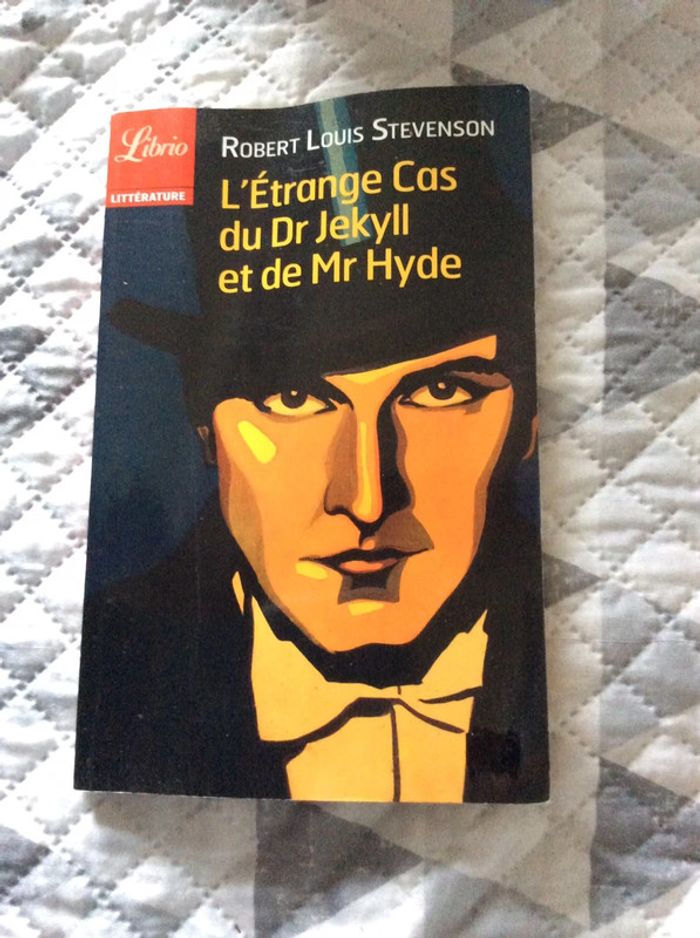 Librio
LITTÉRATURE
ROBERT LOUIS STEVENSON
L'Étrange Cas
du Dr Jekyll
et de Mr Hyde